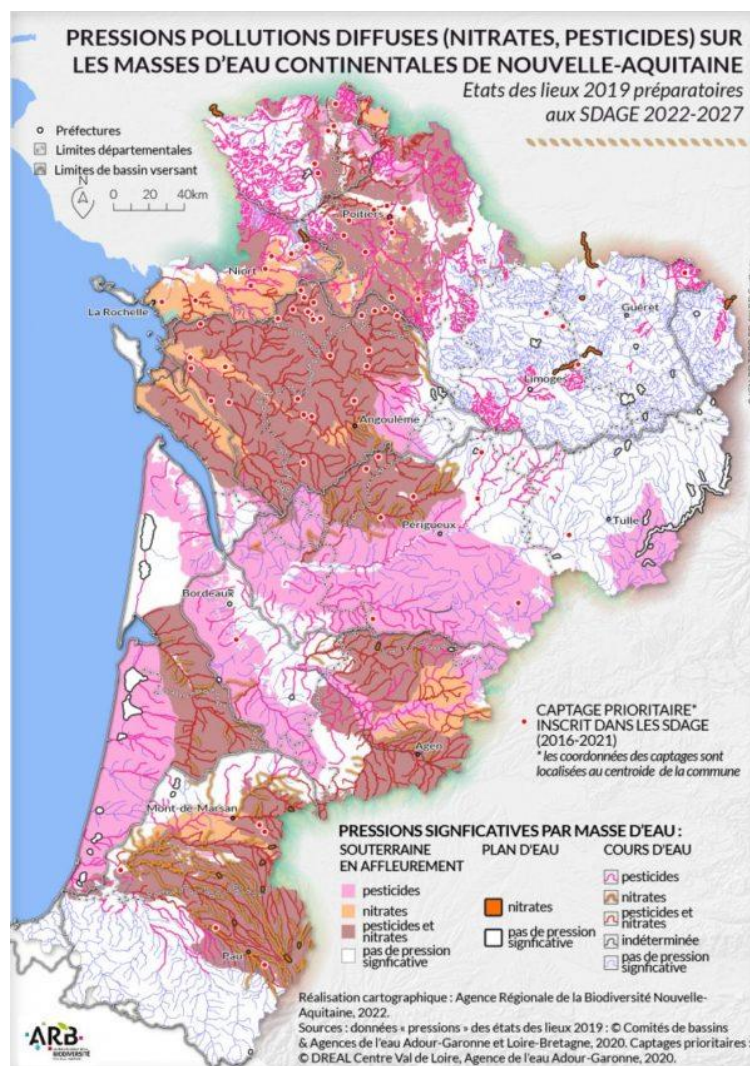 PRESSIONS POLLUTIONS DIFFUSES (NITRATES, PESTICIDES) SUR
LES MASSES D'EAU CONTINENTALES DE NOUVELLE-AQUITAINE
Etats des lieux 2019 préparatoires
aux SDAGE 2022-2027
Préfectures
Limites départementales
Limites de bassin vsersant
N
0 20 40km
Poitiers
Niort
La Rochelle
Guéret
Limoges
Angoulême
Tulle
Périgueux
Bordeaux
Agen
Mont-de-Marsan
Pau
CAPTAGE PRIORITAIRE*
INSCRIT DANS LES SDAGE
(2016-2021)
* les coordonnées des captages sont
localisées au centroide de la commune
PRESSIONS SIGNFICATIVES PAR MASSE D'EAU :
SOUTERRAINE
EN AFFLEUREMENT
pesticides
nitrates
pesticides et
nitrates
pas de pression
signficative
PLAN D'EAU
nitrates
pas de pression
signficative
COURS D'EAU
pesticides
nitrates
pesticides et
nitrates
indéterminée
pas de pression
signficative
Réalisation cartographique : Agence Régionale de la Biodiversité Nouvelle-
Aquitaine, 2022.
Sources : données « pressions » des états des lieux 2019 : © Comités de bassins
& Agences de l'eau Adour-Garonne et Loire-Bretagne, 2020. Captages prioritaires :
© DREAL Centre Val de Loire, Agence de l'eau Adour-Garonne, 2020.
ARB
BIODIVERSITÉ